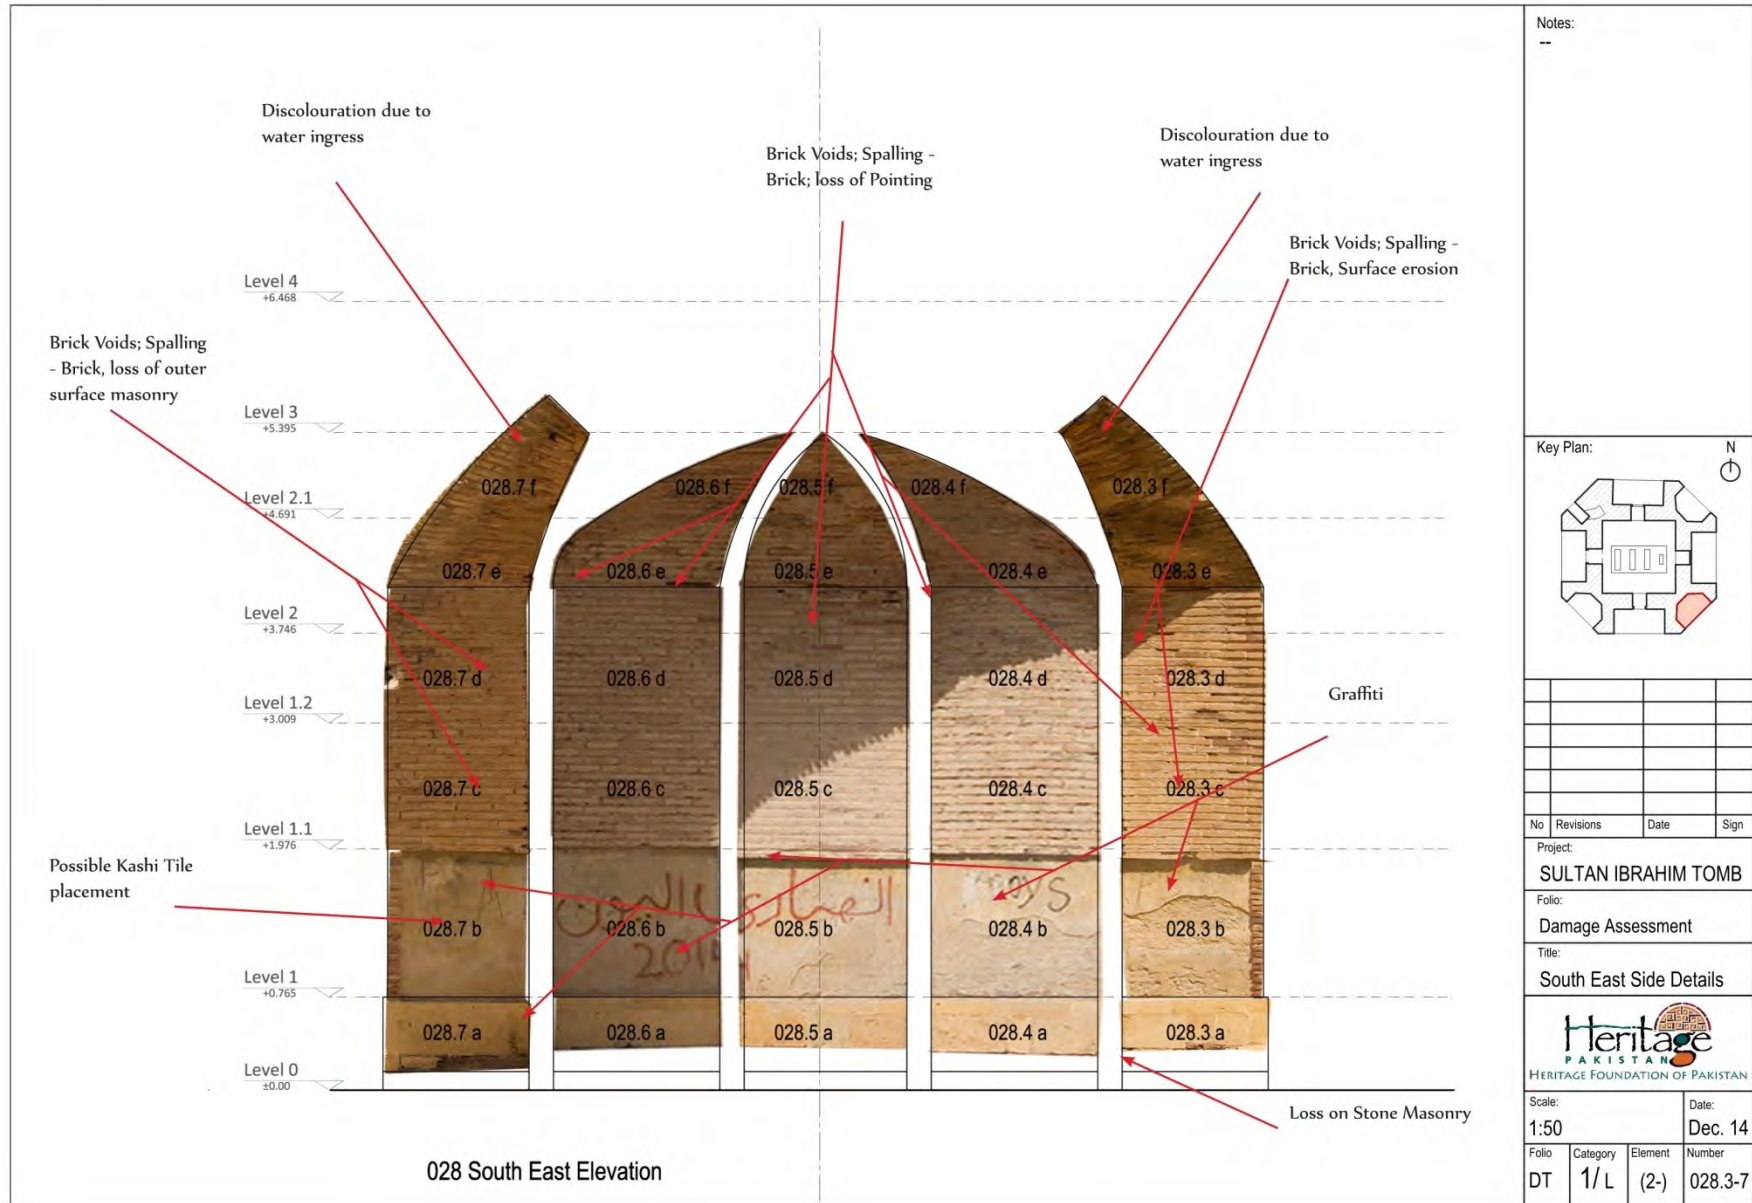 Discolouration due to
water ingress
Brick Voids; Spalling -
Brick; loss of Pointing
Discolouration due to
water ingress
Brick Voids; Spalling -
Brick, Surface erosion
Brick Voids; Spalling
- Brick, loss of outer
surface masonry
Graffiti
Possible Kashi Tile
placement
Loss on Stone Masonry
Level 4
+6.468
Level 3
+5.395
Level 2.1
+4.691
Level 2
+3.746
Level 1.2
+3.009
Level 1.1
+1.976
Level 1
+0.765
Level 0
±0.00
028.7 f
028.6 f
028.5 f
028.4 f
028.3 f
028.7 e
028.6 e
028.5 e
028.4 e
028.3 e
028.7 d
028.6 d
028.5 d
028.4 d
028.3 d
028.7 c
028.6 c
028.5 c
028.4 c
028.3 c
028.7 b
028.6 b
028.5 b
028.4 b
028.3 b
2014
028.7 a
028.6 a
028.5 a
028.4 a
028.3 a
028 South East Elevation
Notes:
--
Key Plan:
N
No Revisions Date Sign
Project:
SULTAN IBRAHIM TOMB
Folio:
Damage Assessment
Title:
South East Side Details
Heritage
PAKISTAN
HERITAGE FOUNDATION OF PAKISTAN
Scale:
1:50
Date:
Dec. 14
Folio Category Element Number
DT 1/ L (2-) 028.3-7